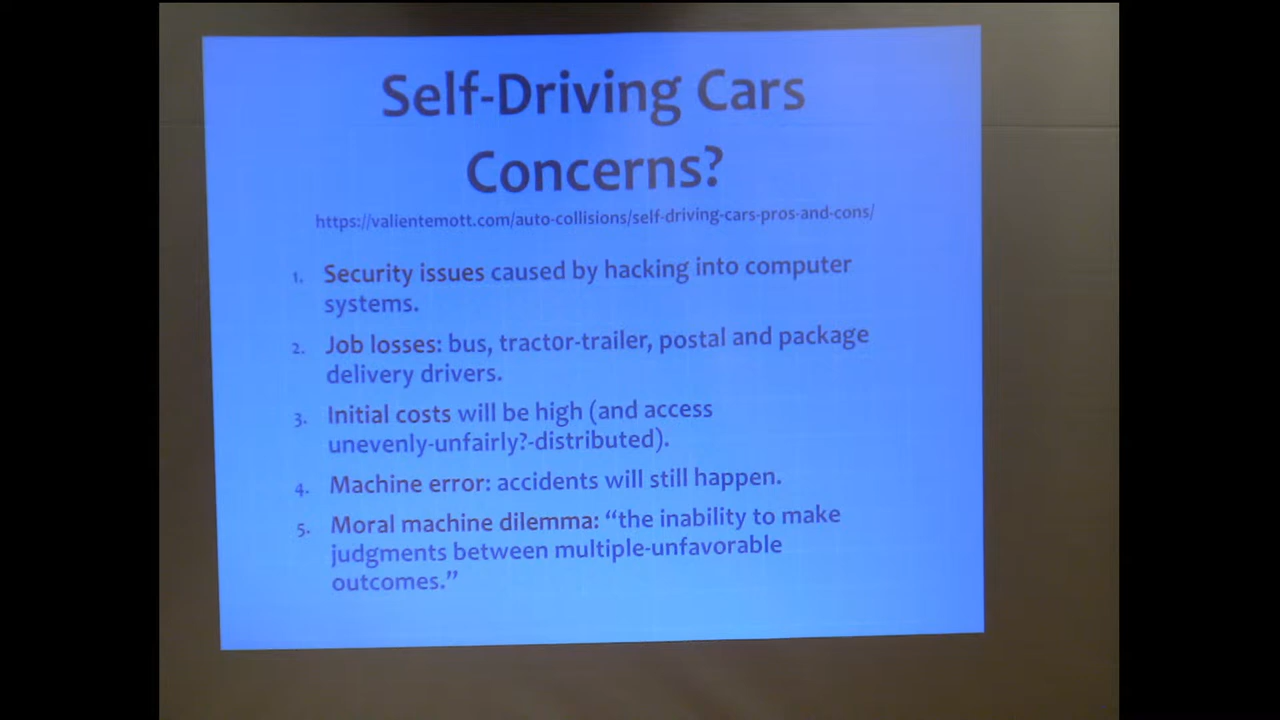 Self-Driving Cars
Concerns?
https://valientemott.com/auto-collisions/self-driving-cars-pros-and-cons/
1. Security issues caused by hacking into computer
systems.
2. Job losses: bus, tractor-trailer, postal and package
delivery drivers.
3. Initial costs will be high (and access
unevenly-unfairly?-distributed).
4. Machine error: accidents will still happen.
5. Moral machine dilemma: “the inability to make
judgments between multiple-unfavorable
outcomes.”